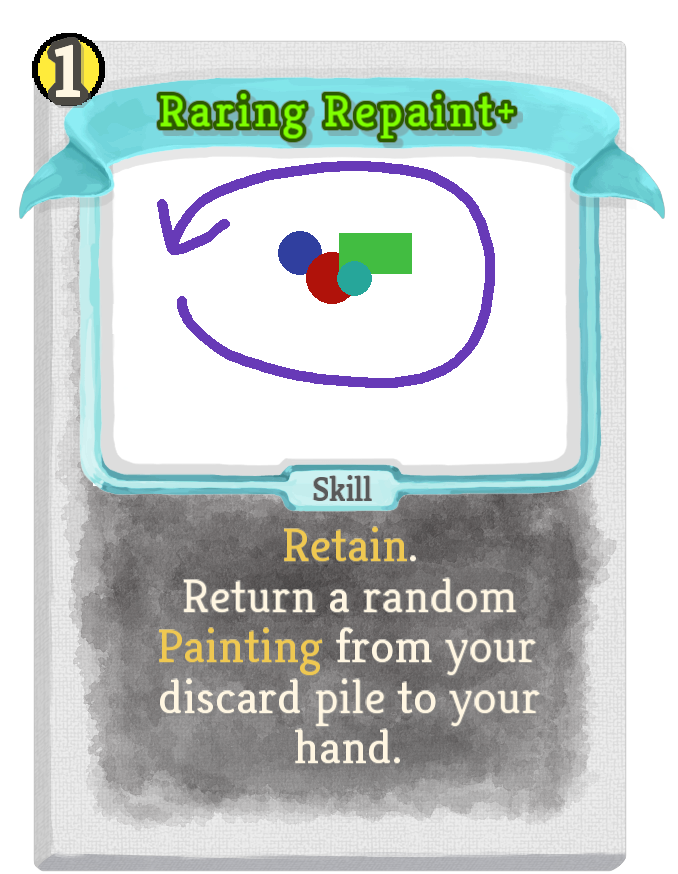 1
Raring Repaint+
Skill
Retain.
Return a random
Painting from your
discard pile to your
hand.